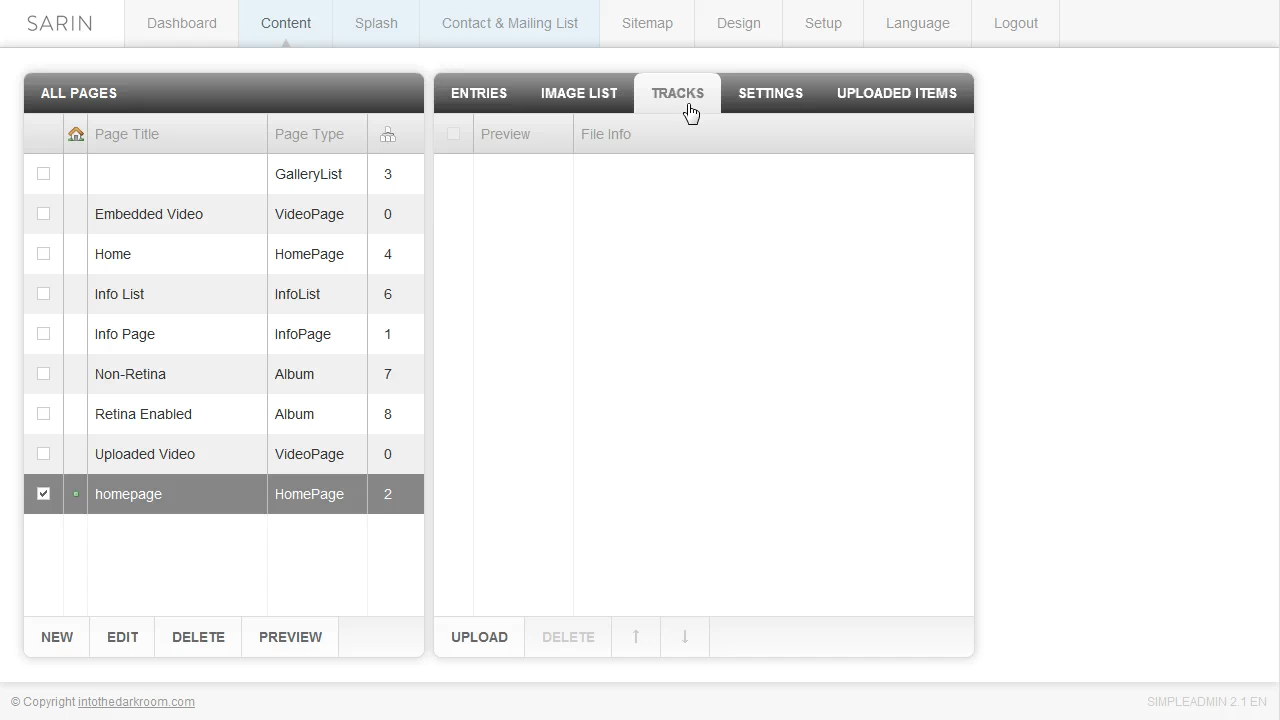 SARIN
Dashboard
Content
Splash
Contact & Mailing List
Sitemap
Design
Setup
Language
Logout
ALL PAGES
Page Title
Page Type
GalleryList
3
Embedded Video
VideoPage
0
Home
HomePage
4
Info List
InfoList
6
Info Page
InfoPage
1
Non-Retina
Album
7
Retina Enabled
Album
8
Uploaded Video
VideoPage
0
homepage
HomePage
2
NEW
EDIT
DELETE
PREVIEW
ENTRIES
IMAGE LIST
TRACKS
SETTINGS
UPLOADED ITEMS
Preview
File Info
UPLOAD
DELETE
↑
↓
© Copyright intothedarkroom.com
SIMPLEADMIN 2.1 EN